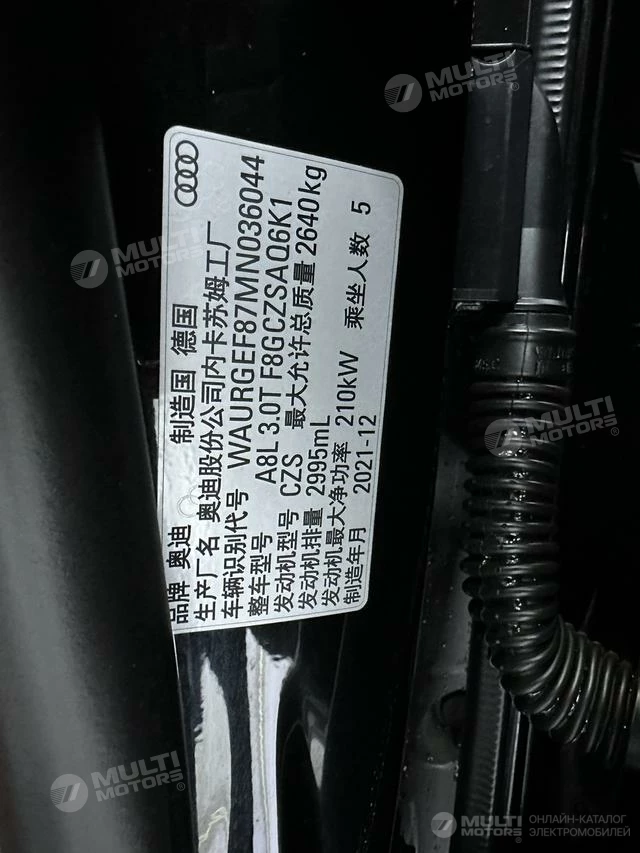 品牌 奥迪 制造国 德国
生产厂名 奥迪股份公司内卡苏姆工厂
车辆识别代号 WAURGEF87MN036044
整车型号 A8L 3.0T F8GCZSAQ6K1
发动机型号 CZS 最大允许总质量 2640kg
发动机排量 2995mL
发动机最大净功率 210kW 乘坐人数 5
制造年月 2021-12
MULTI MOTORS®
MULTI MOTORS®
MULTI MOTORS®
MULTI MOTORS®
MULTI MOTORS®
ОНЛАЙН-КАТАЛОГ
ЭЛЕКТРОМОБИЛЕЙ